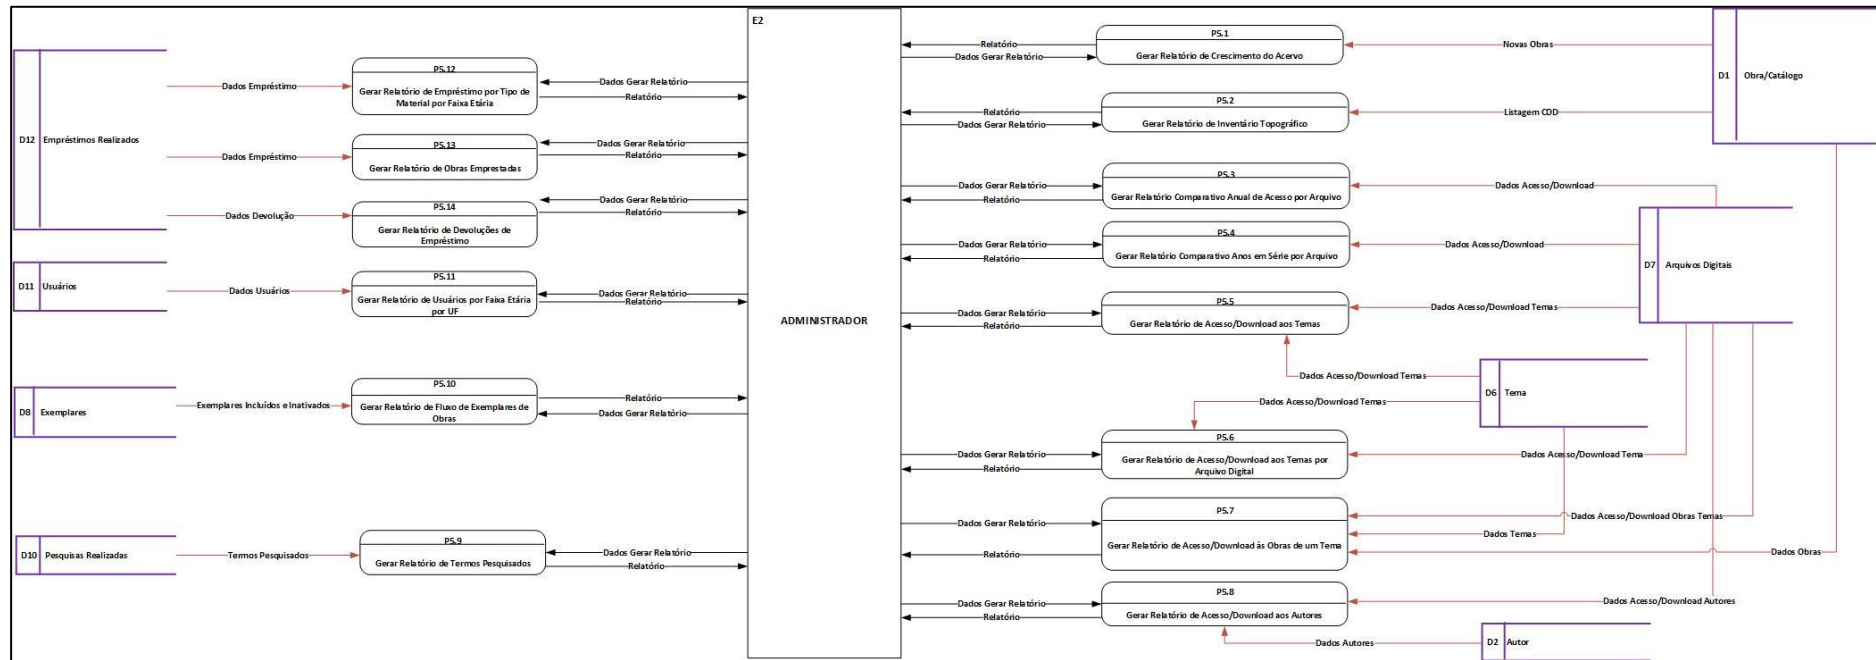 E2
ADMINISTRADOR
D12
Empréstimos Realizados
Dados Empréstimo
P5.12
Gerar Relatório de Empréstimo por Tipo de
Material por Faixa Etária
Dados Gerar Relatório
Relatório
Dados Empréstimo
P5.13
Gerar Relatório de Obras Emprestadas
Dados Gerar Relatório
Relatório
Dados Devolução
P5.14
Gerar Relatório de Devoluções de
Empréstimo
Dados Gerar Relatório
Relatório
D11
Usuários
Dados Usuários
P5.11
Gerar Relatório de Usuários por Faixa Etária
por UF
Dados Gerar Relatório
Relatório
D8
Exemplares
Exemplares Incluídos e Inativados
P5.10
Gerar Relatório de Fluxo de Exemplares de
Obras
Relatório
Dados Gerar Relatório
D10
Pesquisas Realizadas
Termos Pesquisados
P5.9
Gerar Relatório de Termos Pesquisados
Dados Gerar Relatório
Relatório
Relatório
Dados Gerar Relatório
P5.1
Gerar Relatório de Crescimento do Acervo
Novas Obras
D1
Obra/Catálogo
Relatório
Dados Gerar Relatório
P5.2
Gerar Relatório de Inventário Topográfico
Listagem CDD
Dados Gerar Relatório
Relatório
P5.3
Gerar Relatório Comparativo Anual de Acesso por Arquivo
Dados Acesso/Download
Dados Gerar Relatório
Relatório
P5.4
Gerar Relatório Comparativo Anos em Série por Arquivo
Dados Acesso/Download
D7
Arquivos Digitais
Dados Gerar Relatório
Relatório
P5.5
Gerar Relatório de Acesso/Download aos Temas
Dados Acesso/Download Temas
Dados Acesso/Download Temas
Dados Acesso/Download Temas
D6
Tema
Dados Gerar Relatório
Relatório
P5.6
Gerar Relatório de Acesso/Download aos Temas por
Arquivo Digital
Dados Acesso/Download Tema
Dados Gerar Relatório
Relatório
P5.7
Gerar Relatório de Acesso/Download às Obras de um Tema
Dados Acesso/Download Obras Temas
Dados Temas
Dados Obras
Dados Gerar Relatório
Relatório
P5.8
Gerar Relatório de Acesso/Download aos Autores
Dados Acesso/Download Autores
Dados Autores
D2
Autor